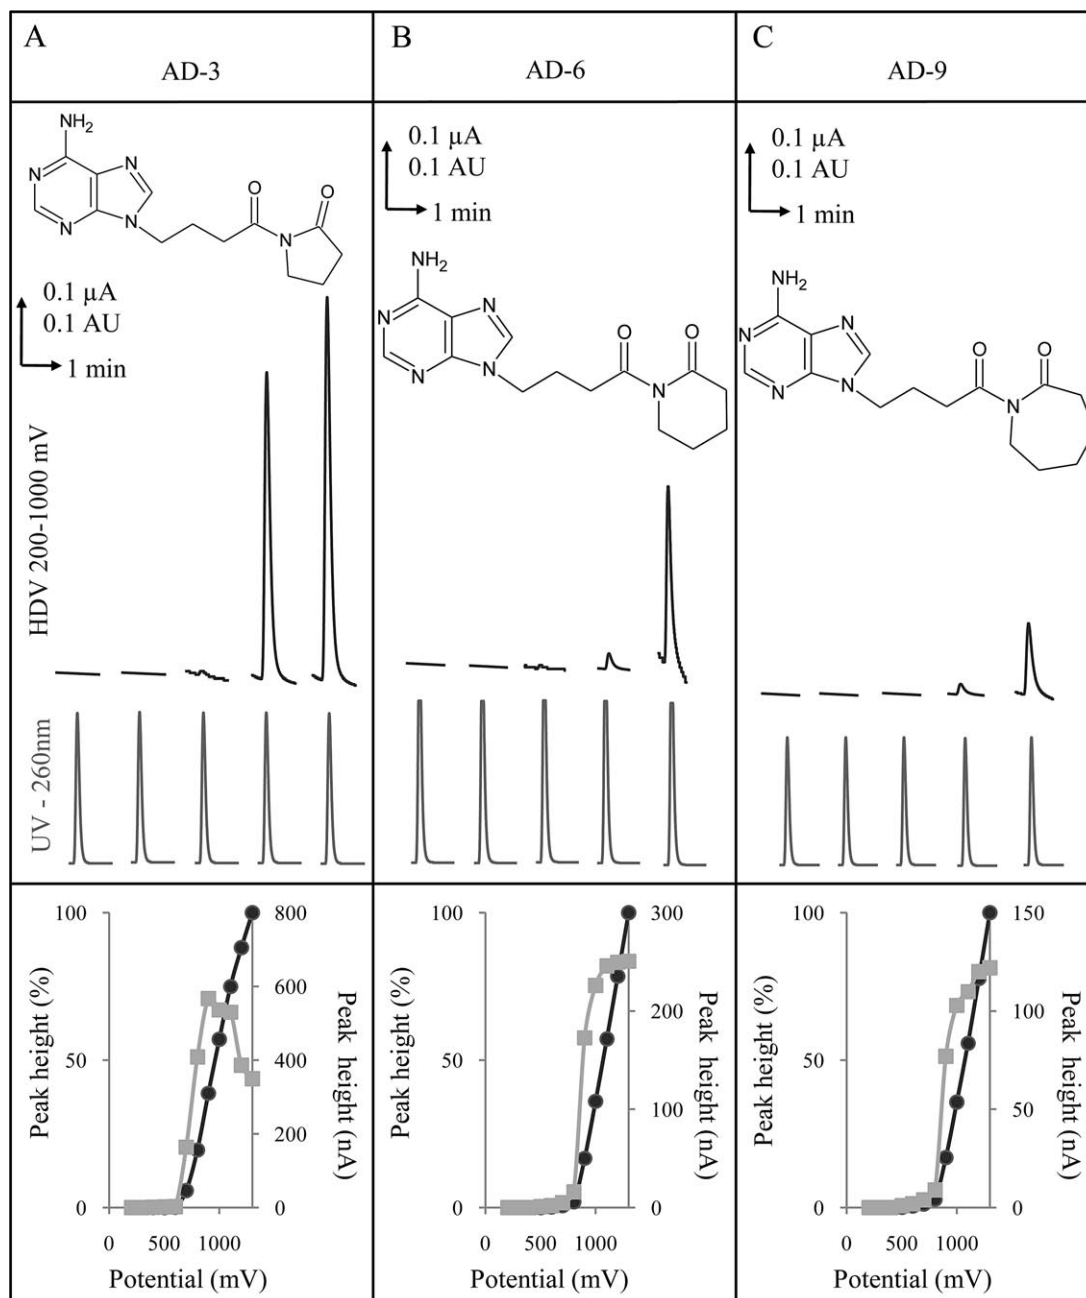 A
AD-3
B
AD-6
C
AD-9
NH2
N
N
N
N
O
O
N
0.1 µA
0.1 AU
1 min
HDV 200-1000 mV
UV - 260nm
0.1 µA
0.1 AU
1 min
NH2
N
N
N
N
O
O
N
0.1 µA
0.1 AU
1 min
NH2
N
N
N
N
O
O
N
Peak height (%)
100
50
0
800
600
400
200
0
Peak height (nA)
0 500 1000
Potential (mV)
Peak height (%)
100
50
0
300
200
100
0
Peak height (nA)
0 500 1000
Potential (mV)
Peak height (%)
100
50
0
150
100
50
0
Peak height (nA)
0 500 1000
Potential (mV)